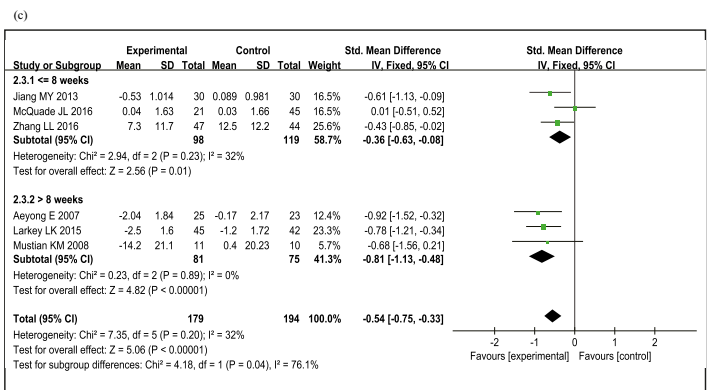 (c)
Experimental Control Std. Mean Difference Std. Mean Difference
Study or Subgroup Mean SD Total Mean SD Total Weight IV, Fixed, 95% CI IV, Fixed, 95% CI
2.3.1 <= 8 weeks
Jiang MY 2013 -0.53 1.014 30 0.089 0.981 30 16.5% -0.61 [-1.13, -0.09]
McQuade JL 2016 0.04 1.63 21 0.03 1.66 45 16.5% 0.01 [-0.51, 0.52]
Zhang LL 2016 7.3 11.7 47 12.5 12.2 44 25.6% -0.43 [-0.85, -0.02]
Subtotal (95% CI) 98 119 58.7% -0.36 [-0.63, -0.08]
Heterogeneity: Chi² = 2.94, df = 2 (P = 0.23); I² = 32%
Test for overall effect: Z = 2.56 (P = 0.01)
2.3.2 > 8 weeks
Aeyong E 2007 -2.04 1.84 25 -0.17 2.17 23 12.4% -0.92 [-1.52, -0.32]
Larkey LK 2015 -2.5 1.6 45 -1.2 1.72 42 23.2% -0.78 [-1.21, -0.34]
Mustian KM 2008 -14.2 21.1 11 0.4 20.23 10 5.7% -0.68 [-1.56, 0.21]
Subtotal (95% CI) 81 75 41.3% -0.81 [-1.13, -0.48]
Heterogeneity: Chi² = 0.23, df = 2 (P = 0.89); I² = 0%
Test for overall effect: Z = 4.82 (P < 0.00001)
Total (95% CI) 179 194 100.0% -0.54 [-0.75, -0.33]
Heterogeneity: Chi² = 7.35, df = 5 (P = 0.20); I² = 32%
Test for overall effect: Z = 5.06 (P < 0.00001)
Test for subgroup differences: Chi² = 4.18, df = 1 (P = 0.04), I² = 76.1%
-2 -1 0 1 2
Favours [experimental] Favours [control]